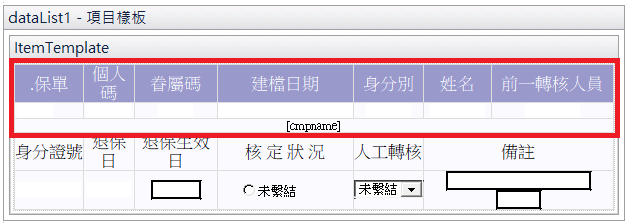 dataList1 - 項目樣板
ItemTemplate
.保單 個人碼 眷屬碼 建檔日期 身分別 姓名 前一轉核人員
[cmpname]
身分證號 退保日 退保生效日 核定狀況 人工轉核 備註
未繫結 未繫結